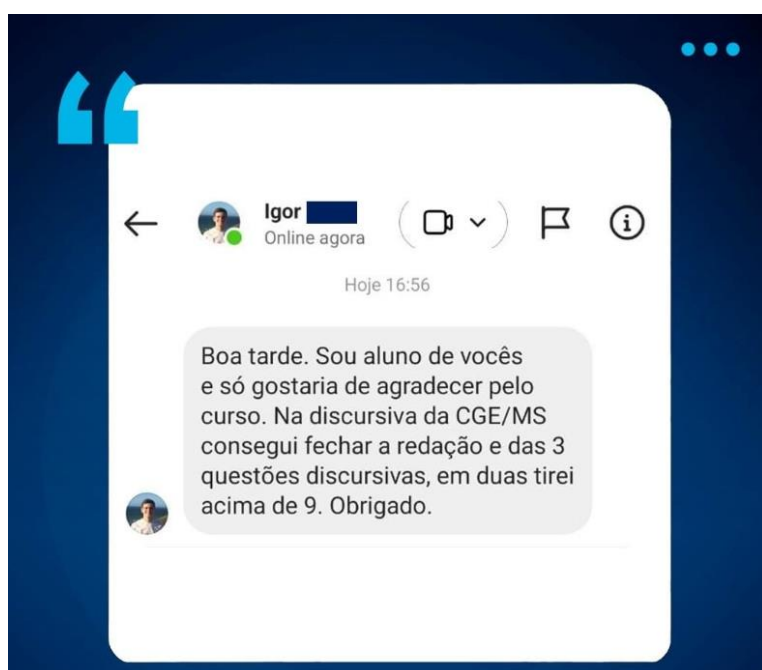 “
Igor
Online agora
Hoje 16:56
Boa tarde. Sou aluno de vocês
e só gostaria de agradecer pelo
curso. Na discursiva da CGE/MS
consegui fechar a redação e das 3
questões discursivas, em duas tirei
acima de 9. Obrigado.